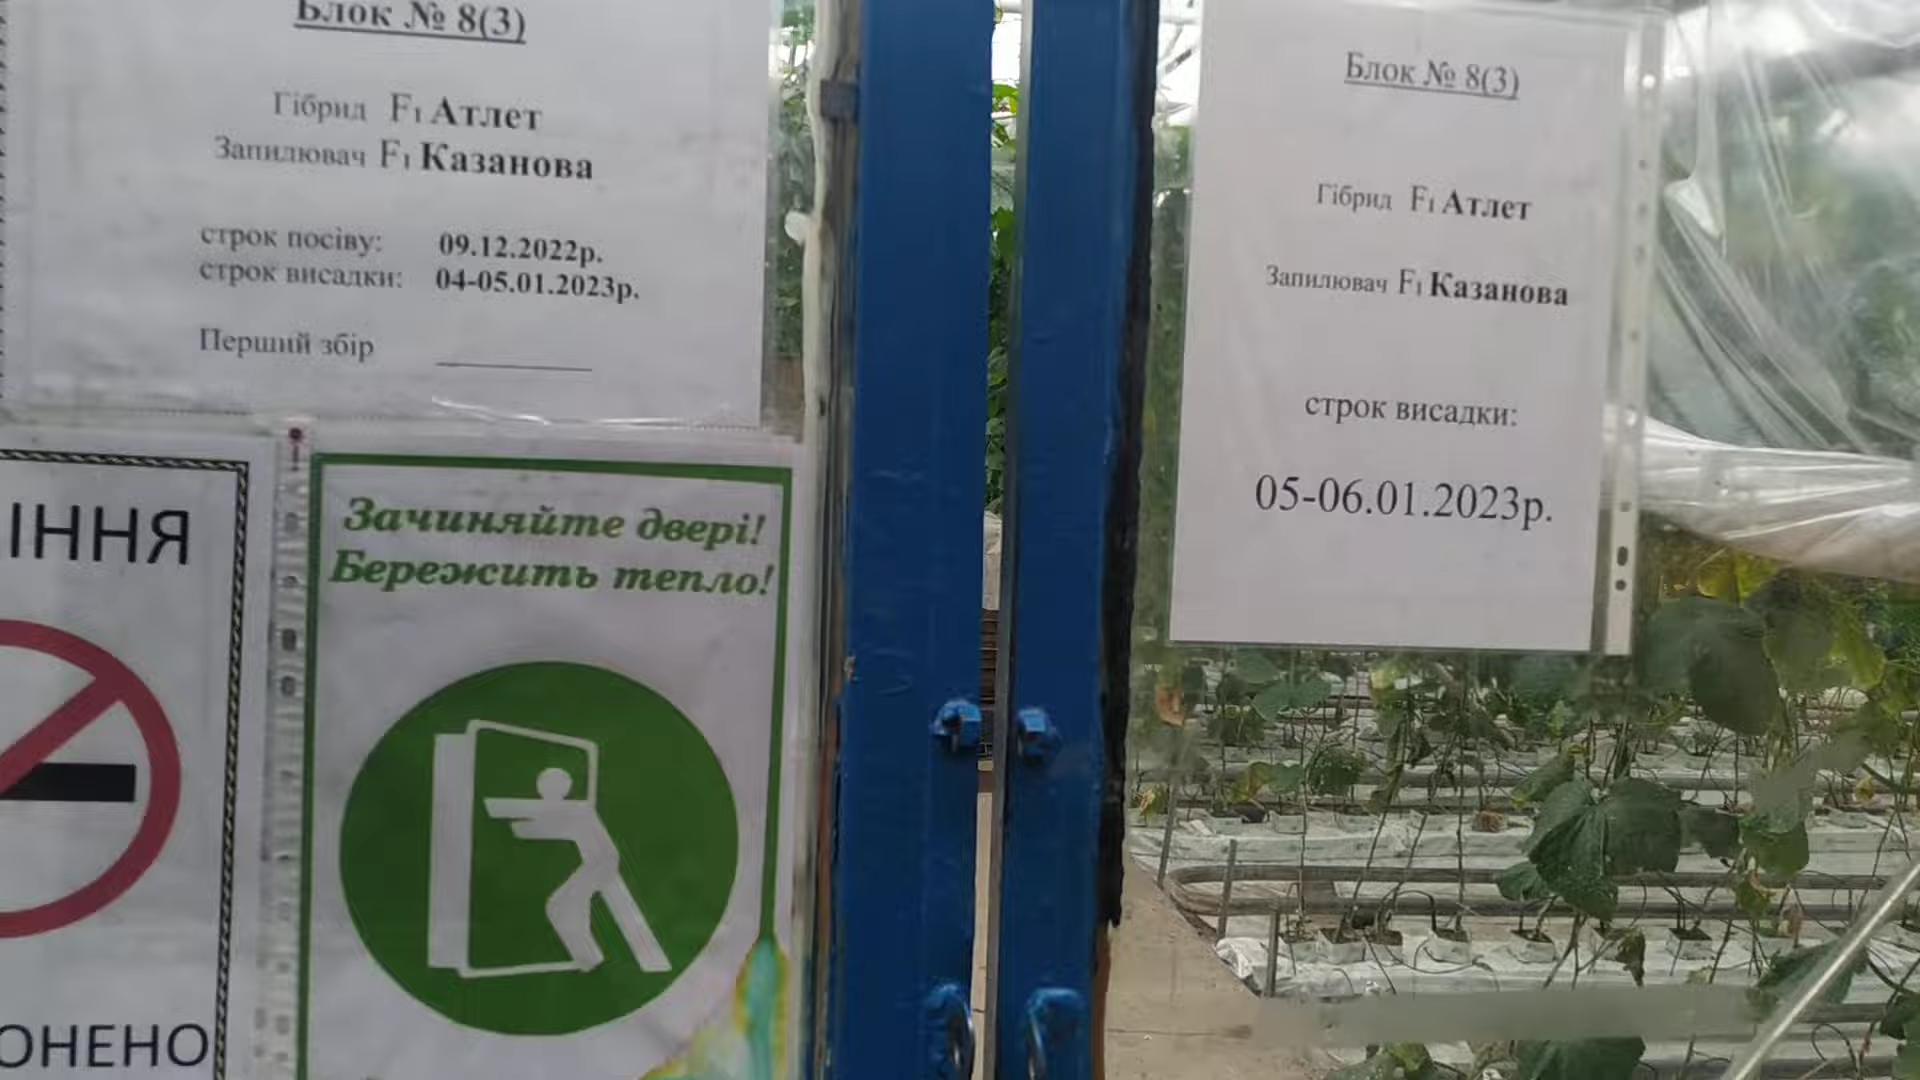 Блок № 8(3)
Гібрид F1 Атлет
Запилювач F1 Казанова
строк посіву: 09.12.2022р.
строк висадки: 04-05.01.2023р.
Перший збір
ІННЯ
ОНЕНО
Зачиняйте двері!
Бережить тепло!
Блок № 8(3)
Гібрид F1 Атлет
Запилювач F1 Казанова
строк висадки:
05-06.01.2023р.